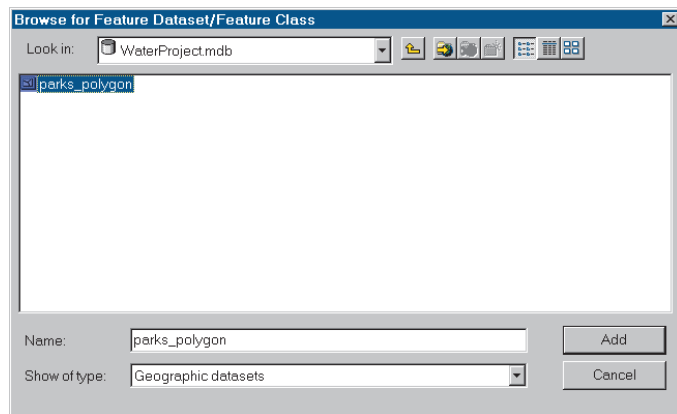 Browse for Feature Dataset/Feature Class
Look in: WaterProject.mdb
parks_polygon
Name: parks_polygon Add
Show of type: Geographic datasets Cancel